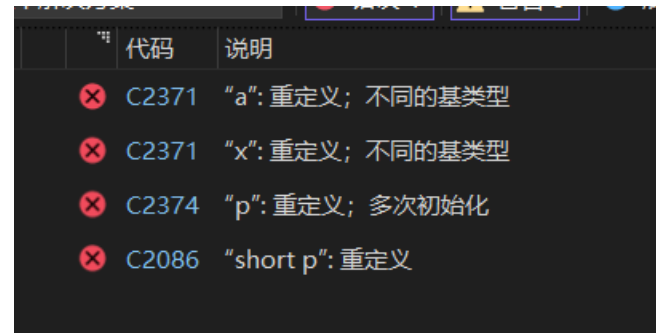 代码 说明
C2371 “a”: 重定义；不同的基类型
C2371 “x”: 重定义；不同的基类型
C2374 “p”: 重定义；多次初始化
C2086 “short p”: 重定义